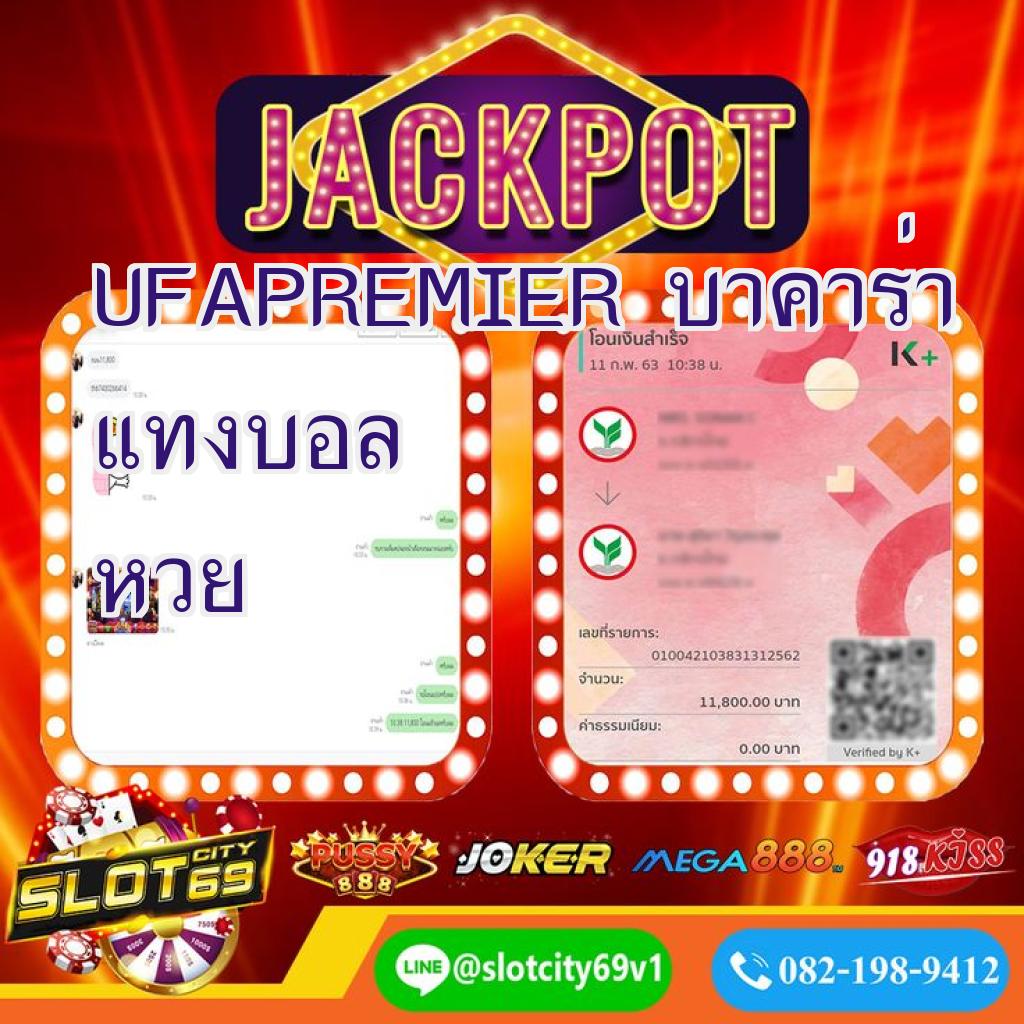 JACKPOT
UFAPREMIER บาคาร่า
แทงบอล
หวย
โอนเงินสำเร็จ
11 ก.พ. 63 10:38 น.
K+
เลขที่รายการ:
010042103831312562
จำนวน:
11,800.00 บาท
ค่าธรรมเนียม:
0.00 บาท
Verified by K+
SLOT CITY 69
PUSSY 888
JOKER
MEGA888
918KISS
LINE @slotcity69v1
082-198-9412